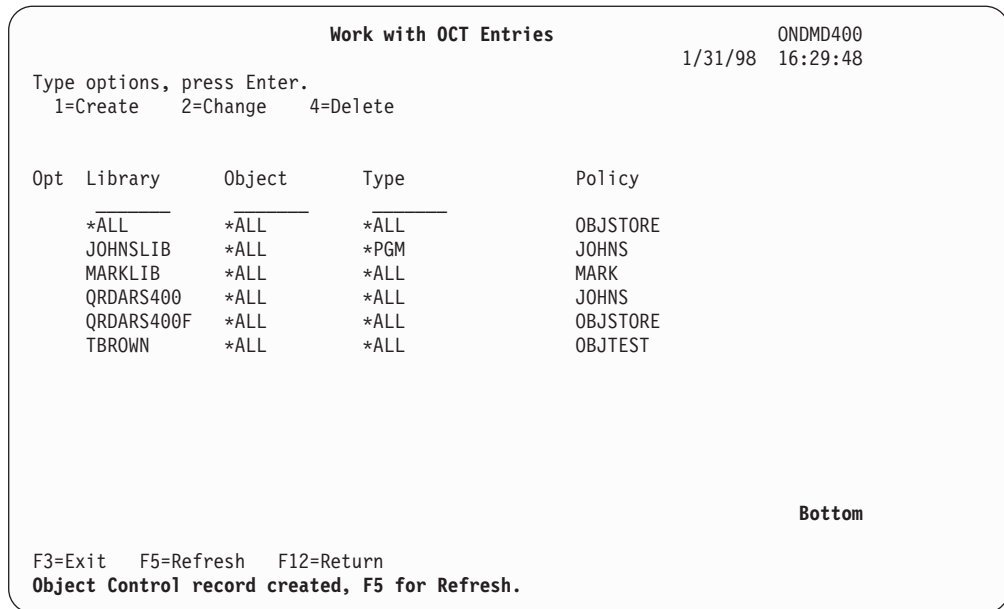 Work with OCT Entries ONDMD400
1/31/98 16:29:48
Type options, press Enter.
1=Create 2=Change 4=Delete
Opt Library Object Type Policy
_______ _______ _______
*ALL *ALL *ALL OBJSTORE
JOHNSLIB *ALL *PGM JOHNS
MARKLIB *ALL *ALL MARK
QRDARS400 *ALL *ALL JOHNS
QRDARS400F *ALL *ALL OBJSTORE
TBROWN *ALL *ALL OBJTEST
Bottom
F3=Exit F5=Refresh F12=Return
Object Control record created, F5 for Refresh.